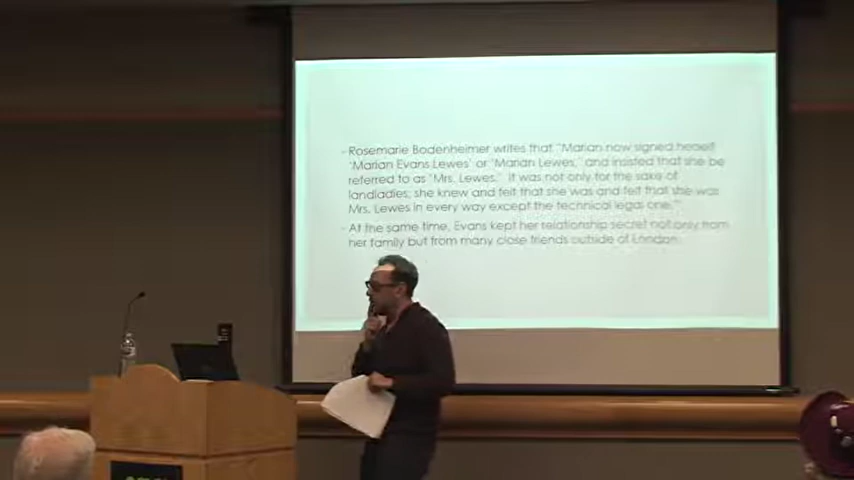 - Rosemarie Bodenheimer writes that "Marian now signed herself
'Marian Evans Lewes' or 'Marian Lewes,' and insisted that she be
referred to as 'Mrs. Lewes.' It was not only for the sake of
landladies; she knew and felt that she was and felt that she was
Mrs. Lewes in every way except the technical legal one."
- At the same time, Evans kept her relationship secret not only from
her family but from many close friends outside of London.